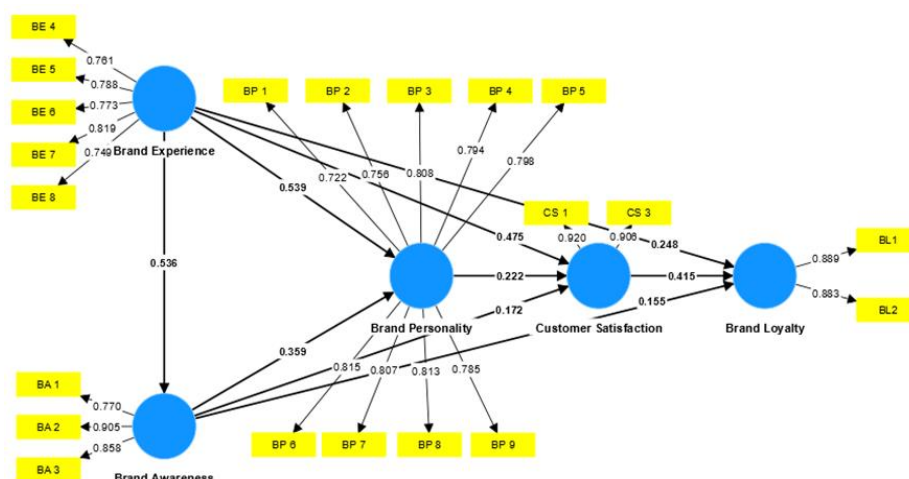 BE 4
0.761
BE 5
0.788
BE 6
0.773
BE 7
0.819
0.749
BE 8
Brand Experience
BP 1
BP 2
BP 3
BP 4
BP 5
0.722
0.756
0.808
0.794
0.798
0.539
0.475
0.248
0.536
CS 1
CS 3
0.920
0.906
0.222
0.415
0.172
0.155
0.359
BL1
0.889
0.883
BL2
Brand Personality
Customer Satisfaction
Brand Loyalty
0.815
0.807
0.813
0.785
BP 6
BP 7
BP 8
BP 9
BA 1
0.770
BA 2
0.905
0.858
BA 3
Brand Awareness